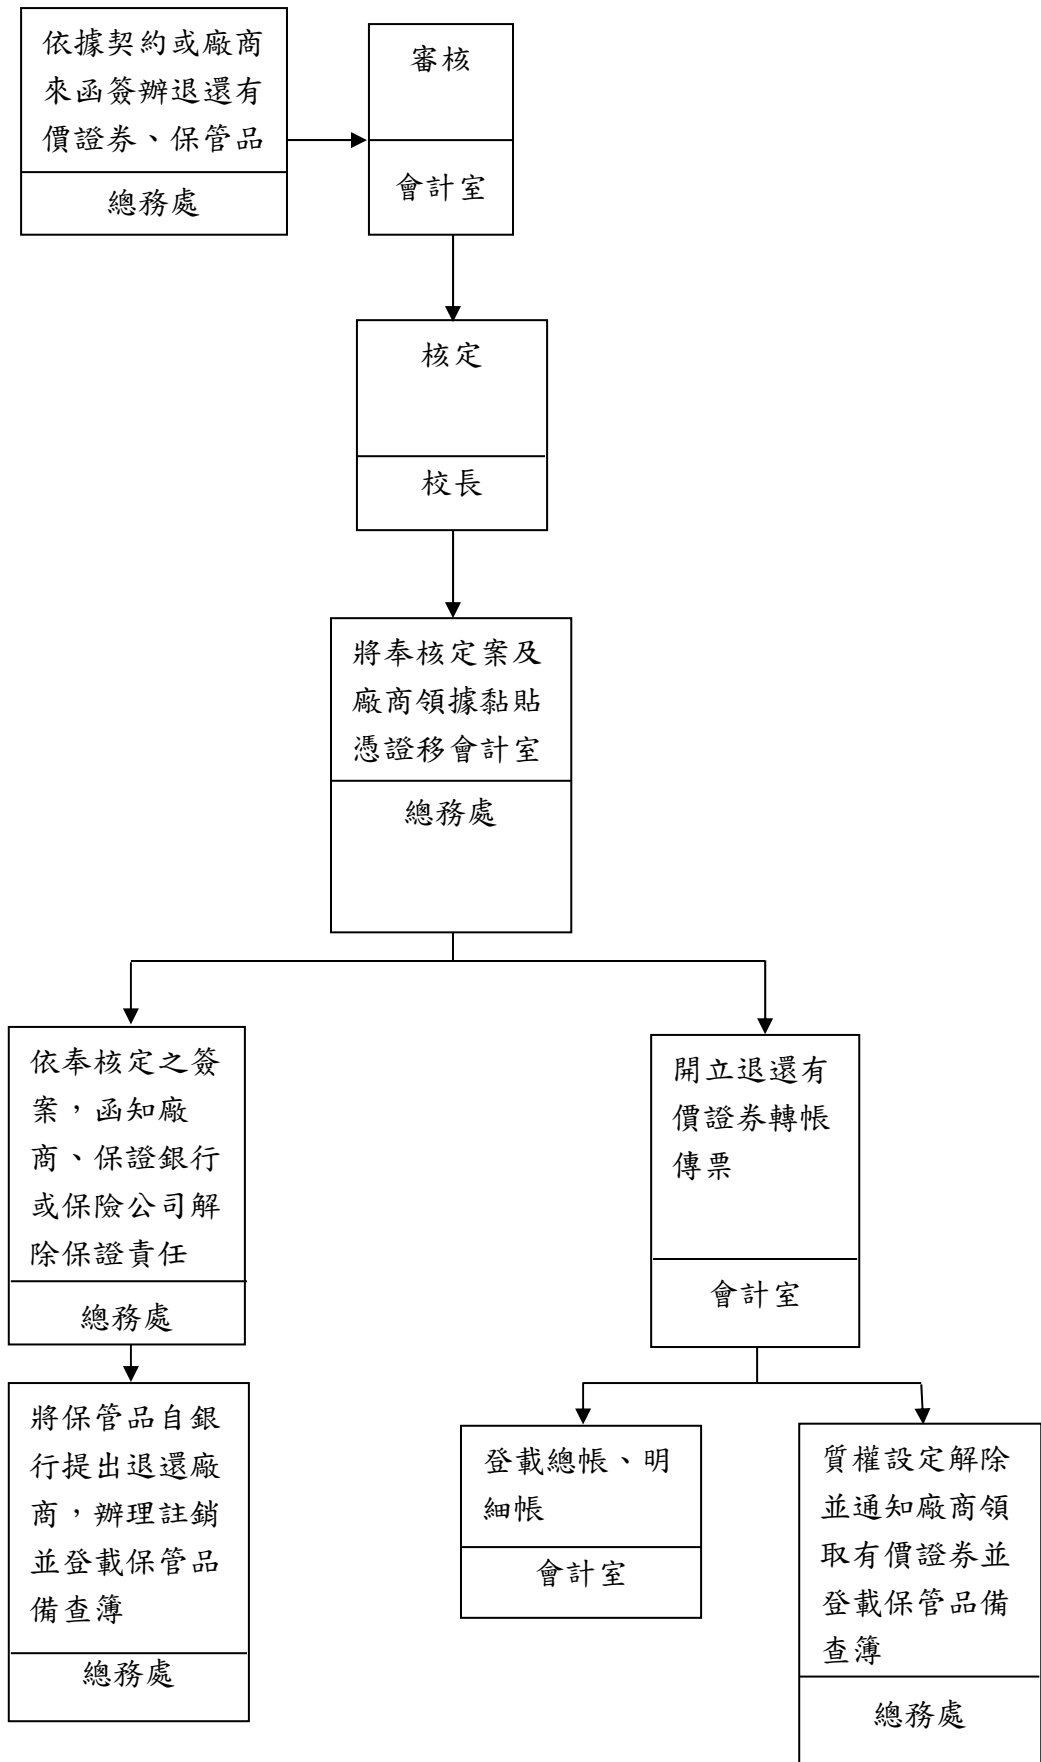 依據契約或廠商
來函簽辦退還有
價證券、保管品
總務處
審核
會計室
核定
校長
將奉核定案及
廠商領據黏貼
憑證移會計室
總務處
依奉核定之簽
案，函知廠
商、保證銀行
或保險公司解
除保證責任
總務處
開立退還有
價證券轉帳
傳票
會計室
將保管品自銀
行提出退還廠
商，辦理註銷
並登載保管品
備查簿
總務處
登載總帳、明
細帳
會計室
質權設定解除
並通知廠商領
取有價證券並
登載保管品備
查簿
總務處